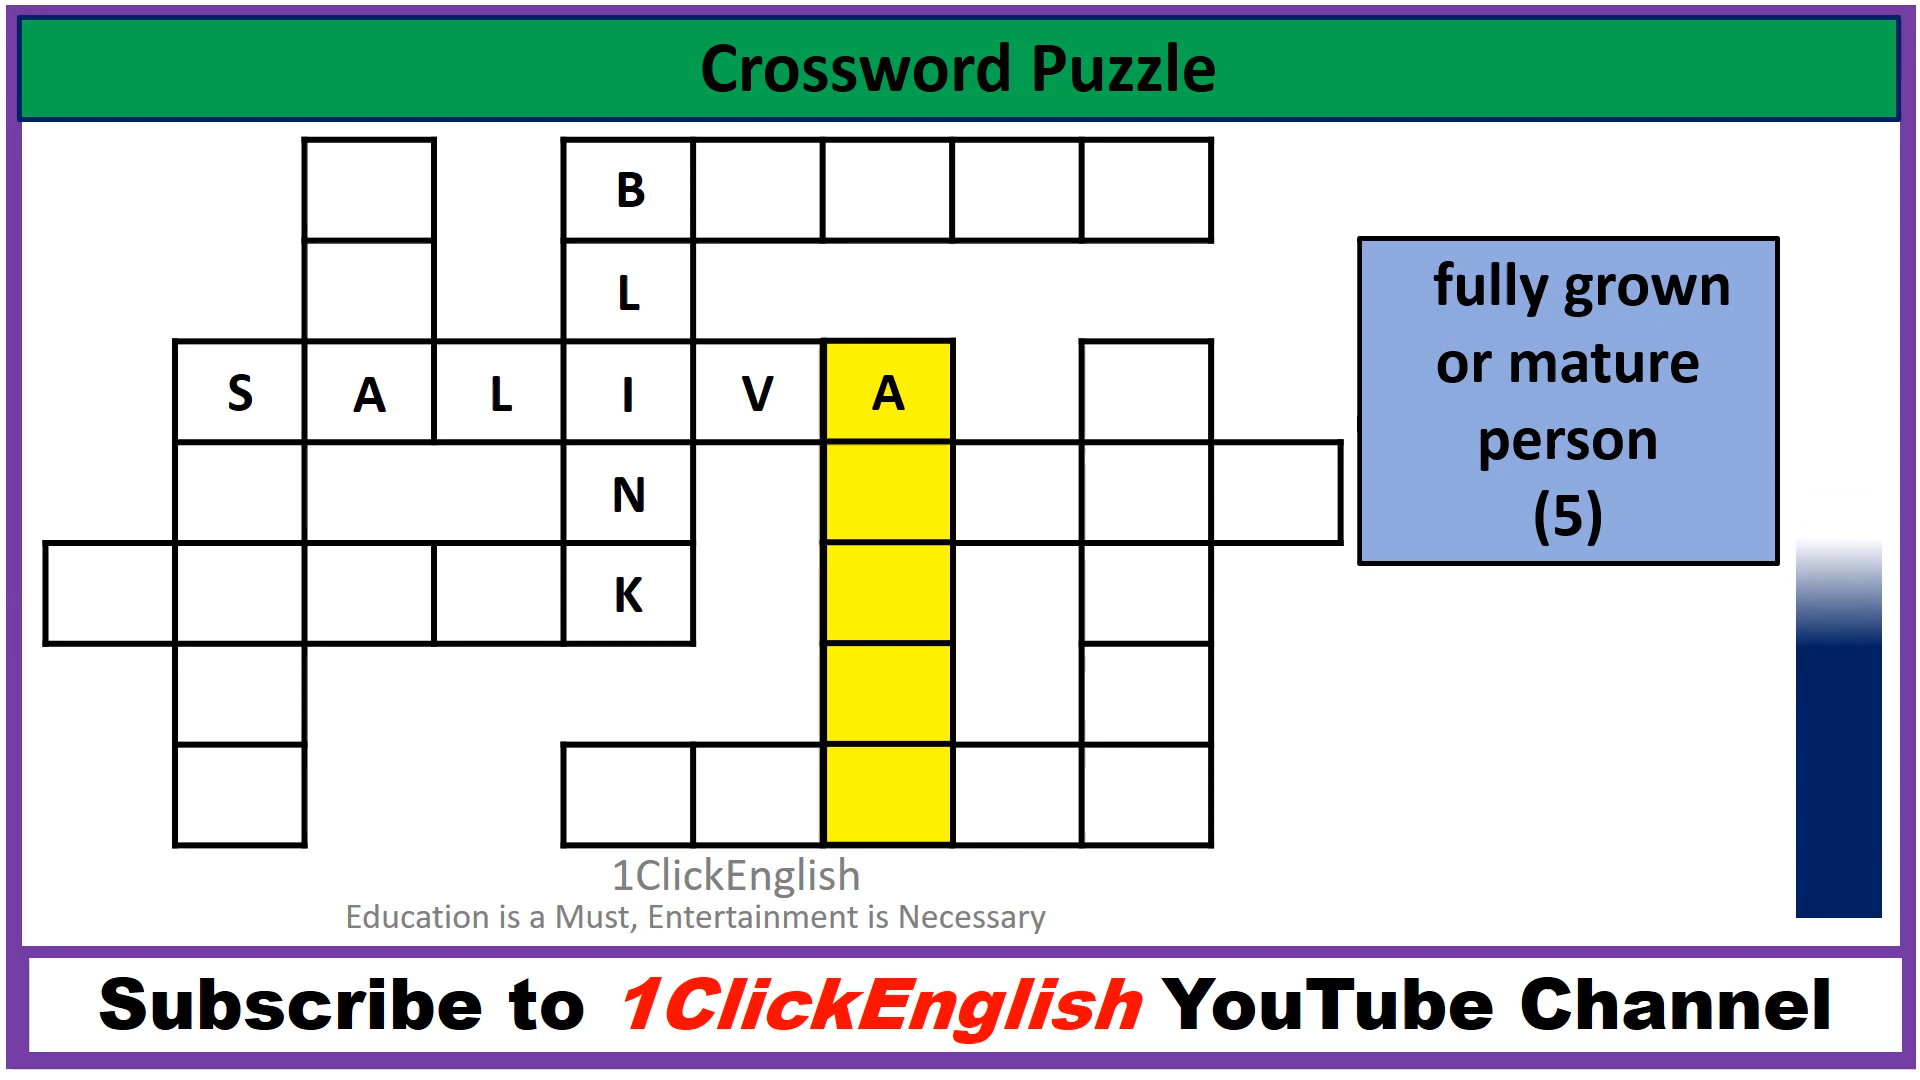 Crossword Puzzle
B
L
S A L I V A
N
K
fully grown
or mature
person
(5)
1ClickEnglish
Education is a Must, Entertainment is Necessary
Subscribe to 1ClickEnglish YouTube Channel